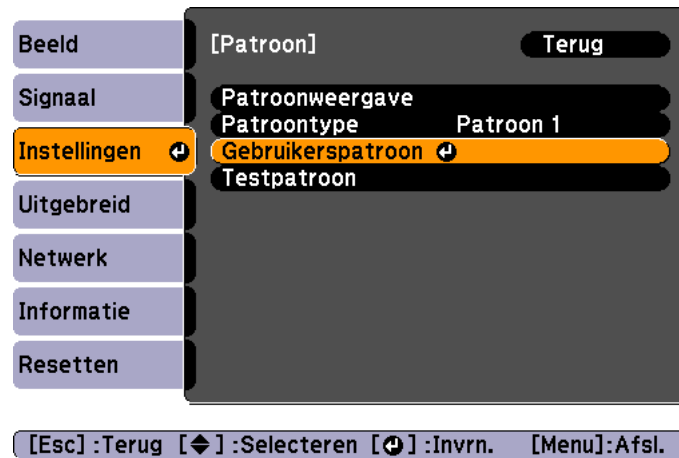 Beeld
Signaal
Instellingen
Uitgebreid
Netwerk
Informatie
Resetten
[Patroon] Terug
Patroonweergave
Patroontype Patroon 1
Gebruikerspatroon
Testpatroon
[Esc] :Terug [ ] :Selecteren [ ] :Invrn. [Menu]:Afsl.